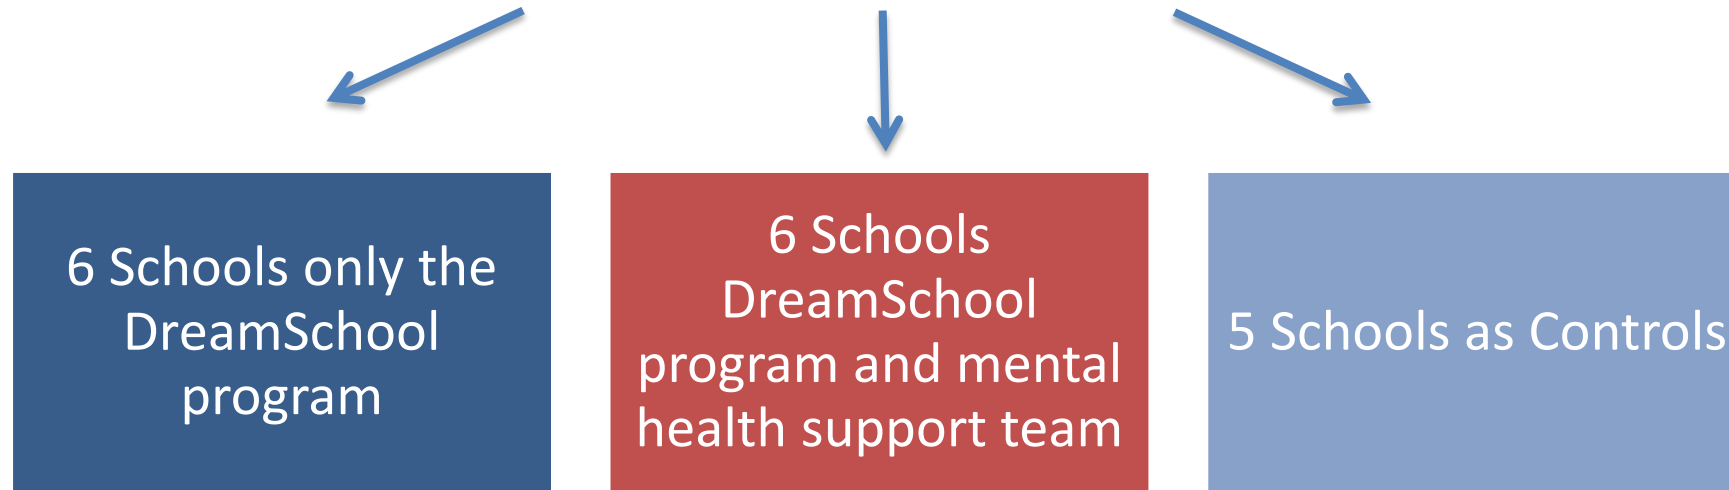 6 Schools only the
DreamSchool
program
6 Schools
DreamSchool
program and mental
health support team
5 Schools as Controls